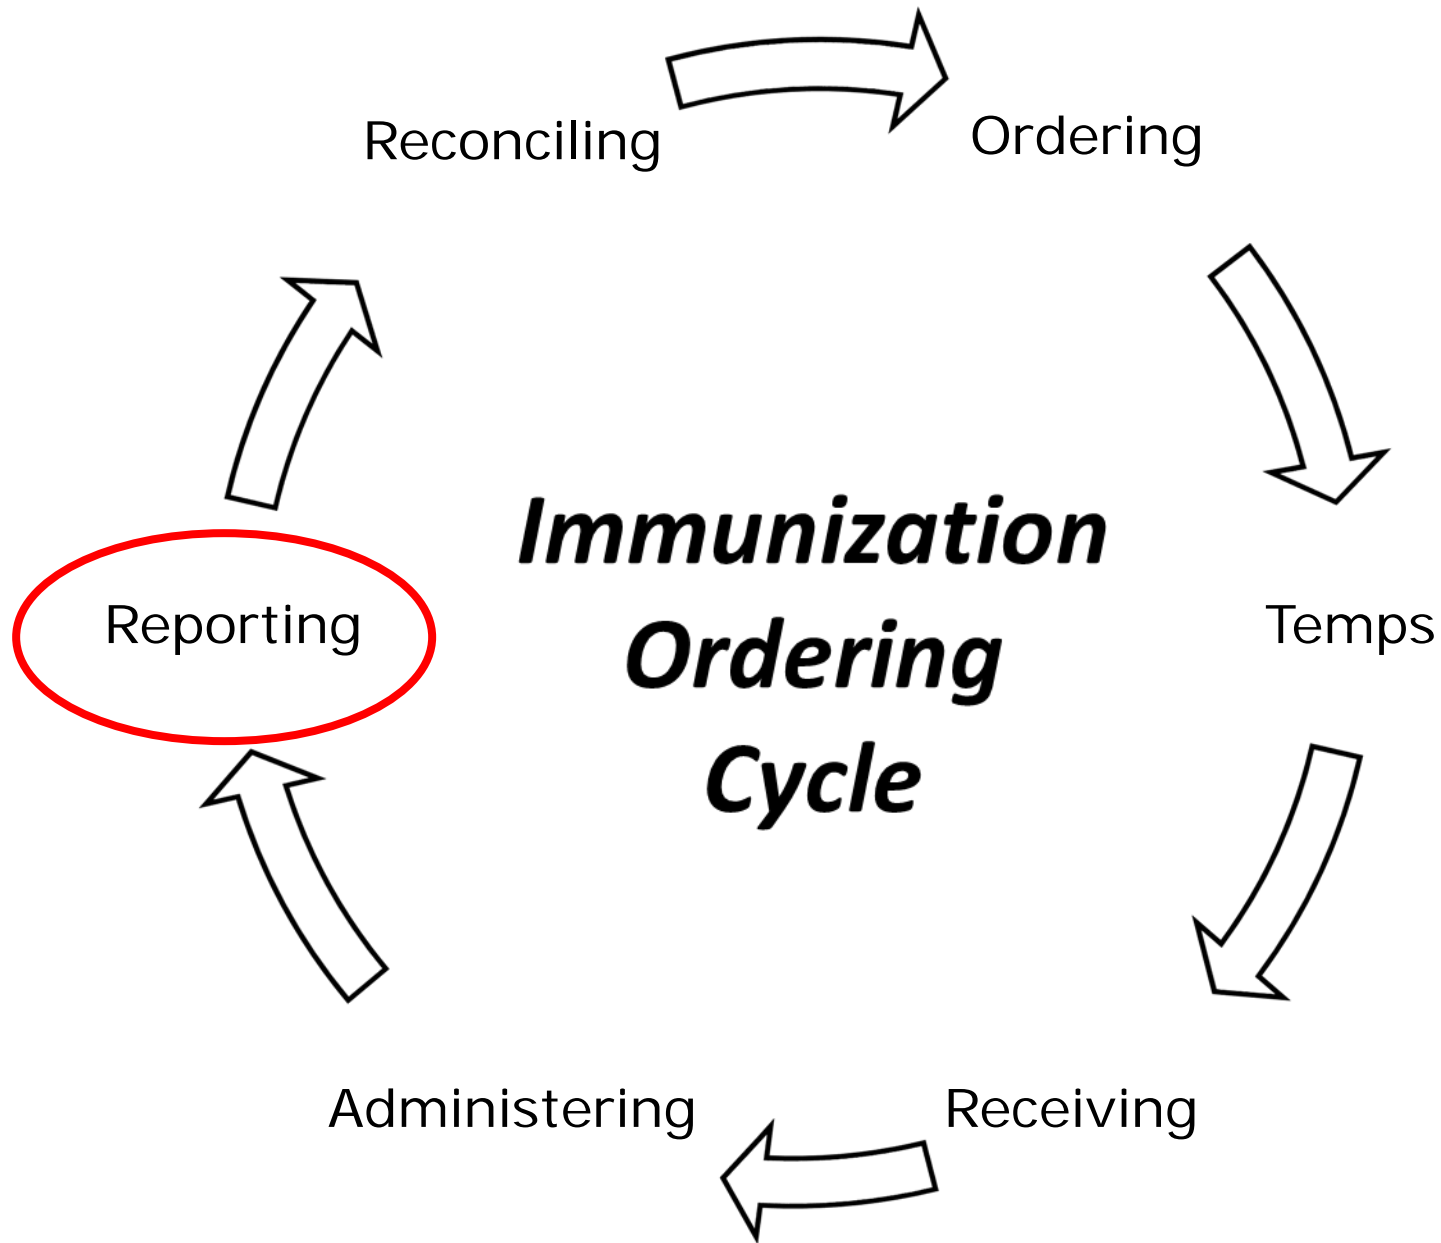 Reconciling
Ordering
Reporting
Immunization
Ordering
Cycle
Temps
Administering
Receiving